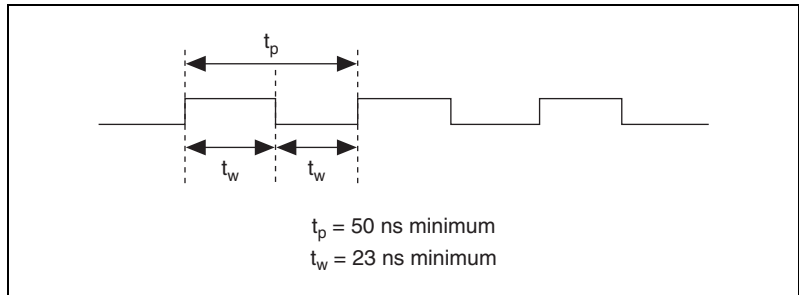 tp
tw tw
tp = 50 ns minimum
tw = 23 ns minimum